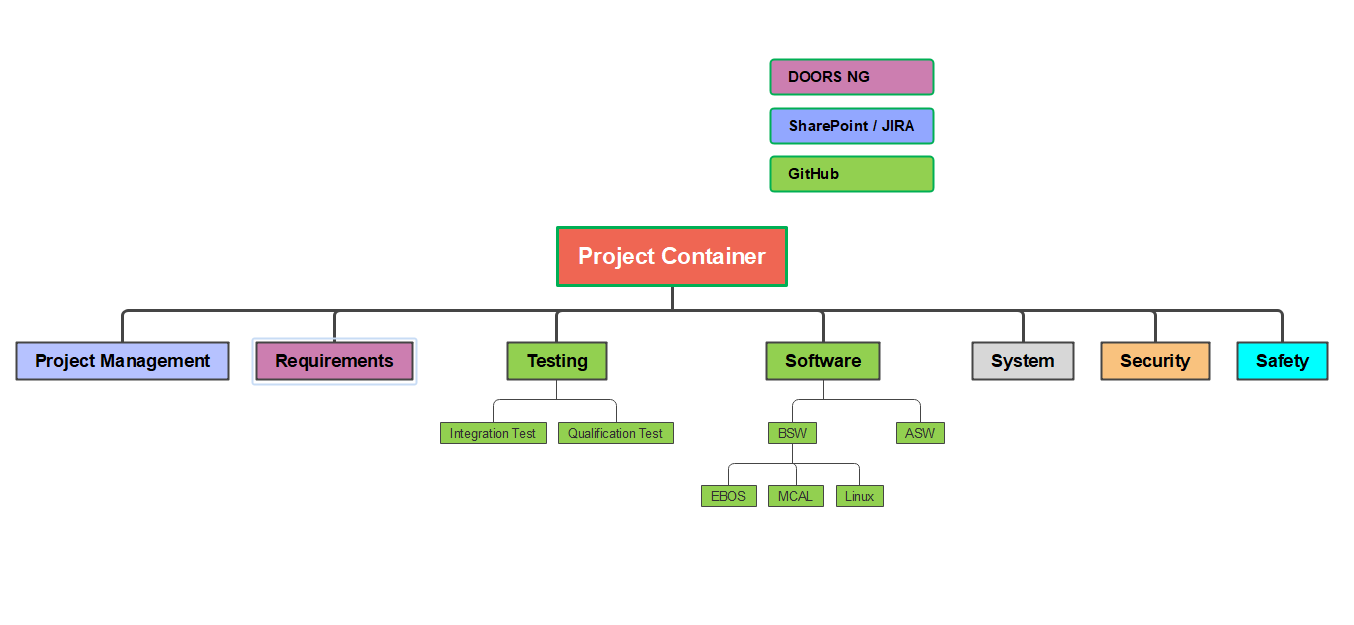 DOORS NG
SharePoint / JIRA
GitHub
Project Container
Project Management
Requirements
Testing
Software
System
Security
Safety
Integration Test
Qualification Test
BSW
ASW
EBOS
MCAL
Linux